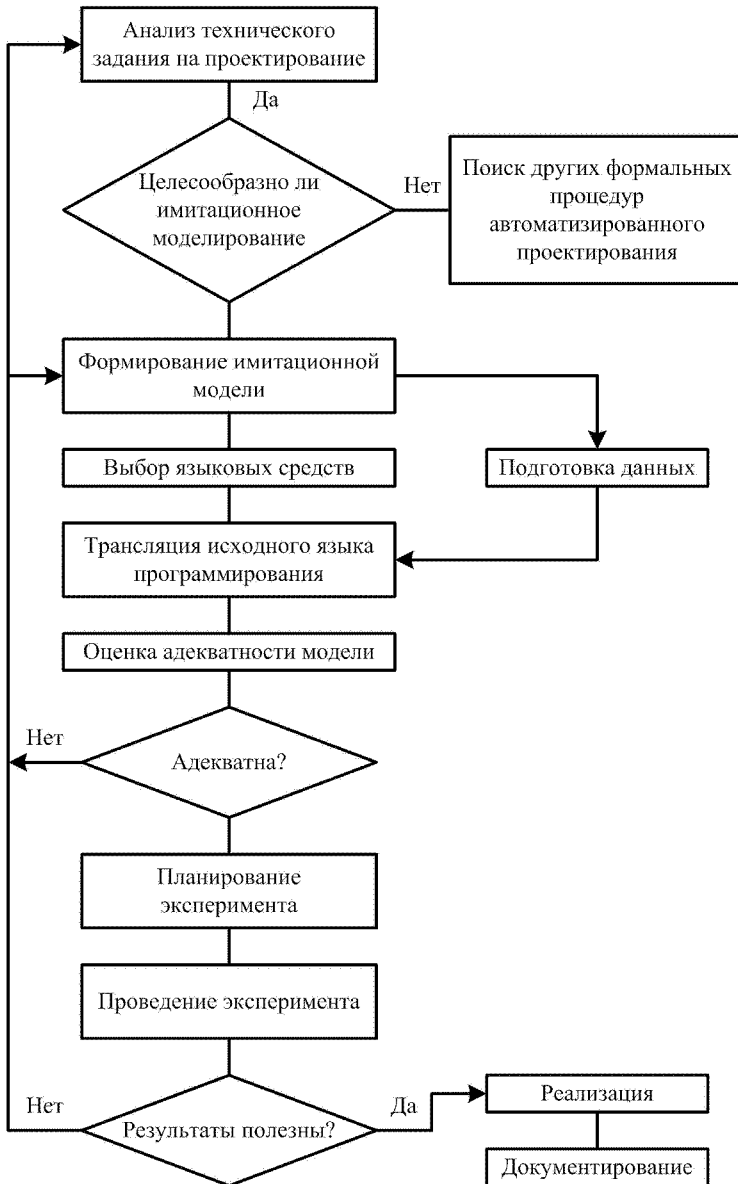 Анализ технического
задания на проектирование
Да
Целесообразно ли
имитационное
моделирование
Нет
Поиск других формальных
процедур
автоматизированного
проектирования
Формирование имитационной
модели
Выбор языковых средств
Подготовка данных
Трансляция исходного языка
программирования
Оценка адекватности модели
Нет
Адекватна?
Планирование
эксперимента
Проведение эксперимента
Нет
Результаты полезны?
Да
Реализация
Документирование